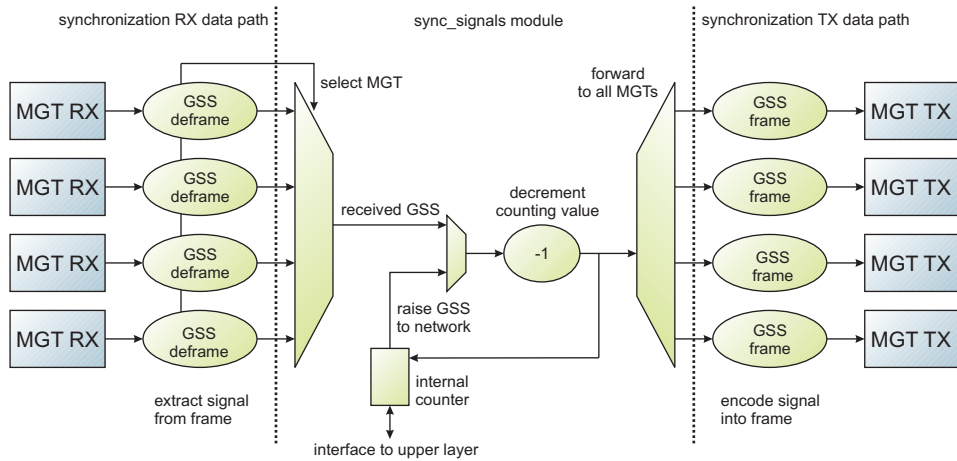 synchronization RX data path
sync_signals module
synchronization TX data path
select MGT
forward
to all MGTs
MGT RX
GSS
deframe
GSS
frame
MGT TX
MGT RX
GSS
deframe
GSS
frame
MGT TX
received GSS
decrement
counting value
-1
MGT RX
GSS
deframe
GSS
frame
MGT TX
raise GSS
to network
MGT RX
GSS
deframe
GSS
frame
MGT TX
internal
counter
extract signal
from frame
encode signal
into frame
interface to upper layer